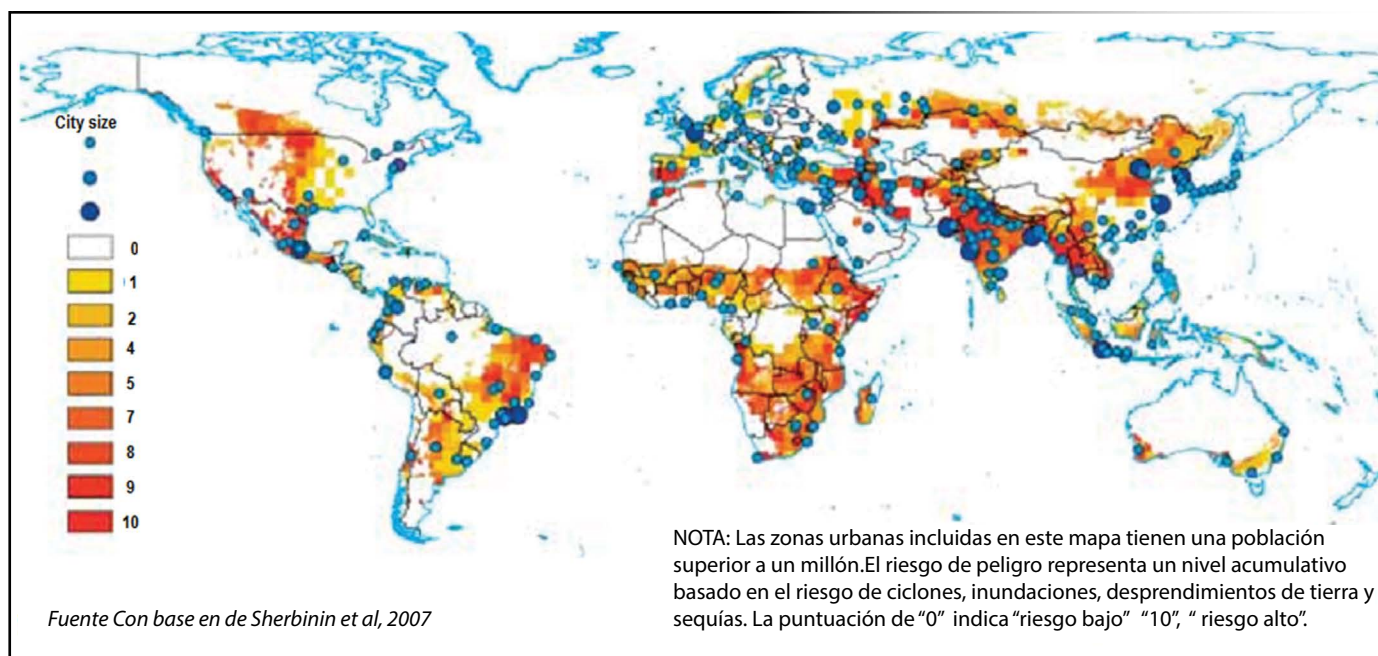 City size
0
1
2
4
5
7
8
9
10
NOTA: Las zonas urbanas incluidas en este mapa tienen una población
superior a un millón.El riesgo de peligro representa un nivel acumulativo
basado en el riesgo de ciclones, inundaciones, desprendimientos de tierra y
sequías. La puntuación de “0” indica “riesgo bajo” “10”, “ riesgo alto”.
Fuente Con base en de Sherbinin et al, 2007